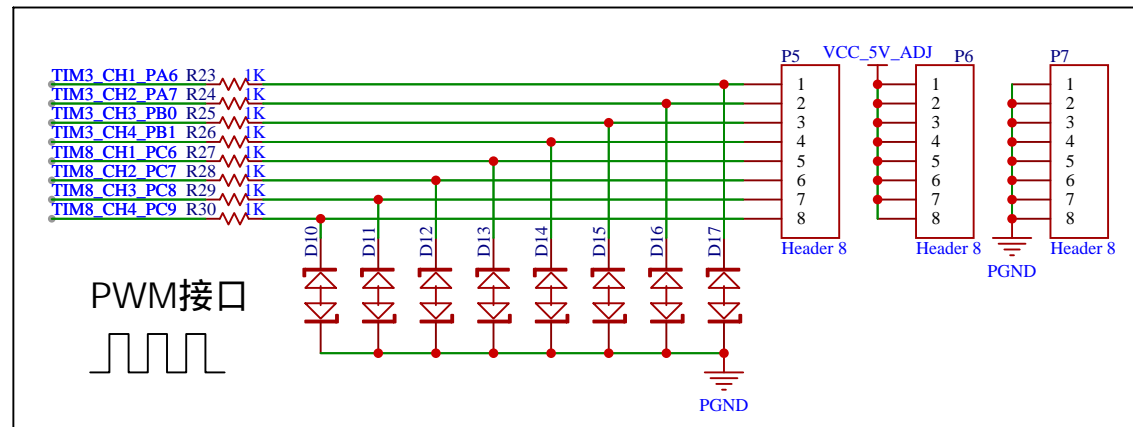 P5 VCC_5V_ADJ P6 P7
TIM3_CH1_PA6 R23 1K 1 1 1
TIM3_CH2_PA7 R24 1K 2 2 2
TIM3_CH3_PB0 R25 1K 3 3 3
TIM3_CH4_PB1 R26 1K 4 4 4
TIM8_CH1_PC6 R27 1K 5 5 5
TIM8_CH2_PC7 R28 1K 6 6 6
TIM8_CH3_PC8 R29 1K 7 7 7
TIM8_CH4_PC9 R30 1K 8 8 8
D10 D11 D12 D13 D14 D15 D16 D17
Header 8 Header 8 Header 8
PGND
PWM接口
PGND